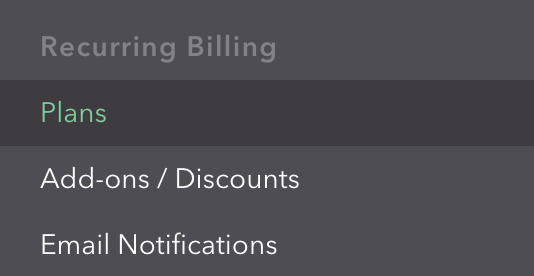 Recurring Billing
Plans
Add-ons / Discounts
Email Notifications